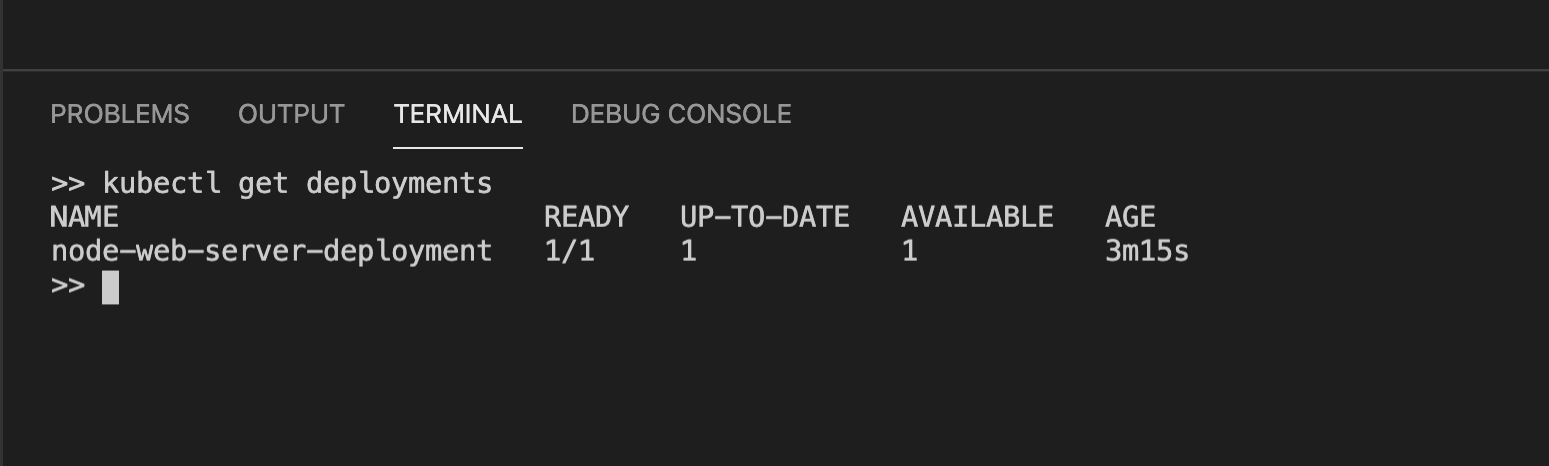 PROBLEMS OUTPUT TERMINAL DEBUG CONSOLE
>> kubectl get deployments
NAME READY UP-TO-DATE AVAILABLE AGE
node-web-server-deployment 1/1 1 1 3m15s
>>